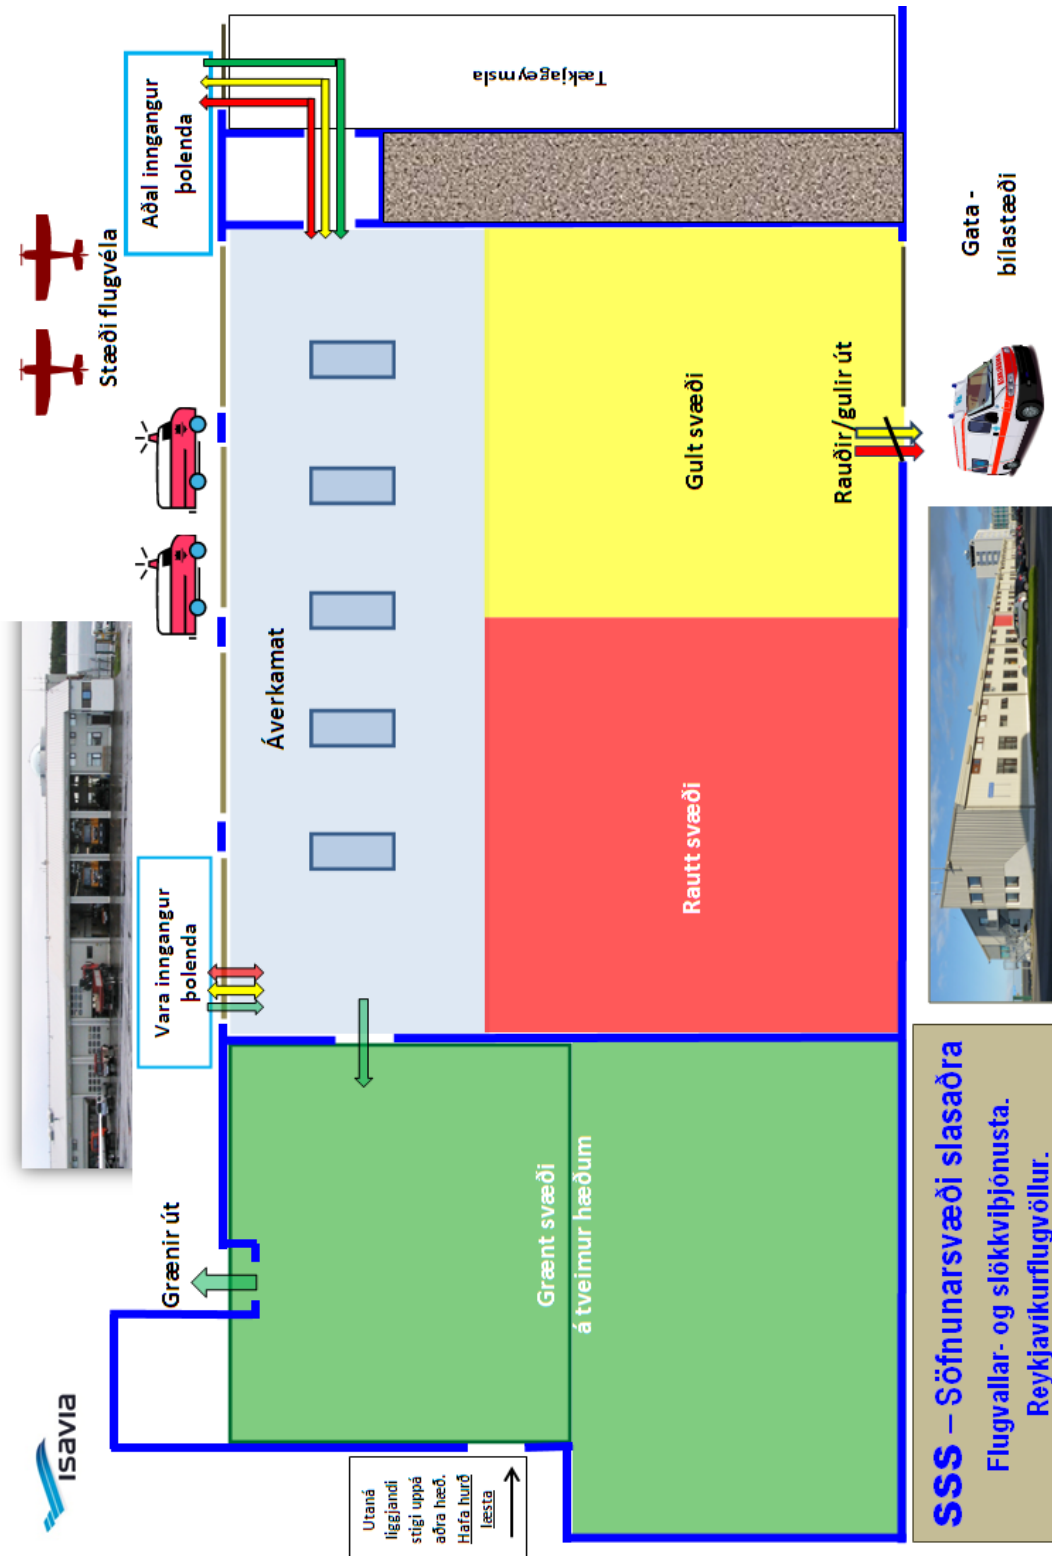 ISAVIA
Stæði flugvéla
Aðal inngangur
þolenda
Tækjageymsla
Vara inngangur
þolenda
Grænir út
Áverkamat
Gult svæði
Rautt svæði
Rauðir/gulir út
Gata -
bílastæði
Grænt svæði
á tveimur hæðum
Utaná
liggjandi
stigi uppá
aðra hæð.
Hafa hurð
læsta
SSS – Söfnunarsvæði slasaðra
Flugvallar- og slökkviþjónusta.
Reykjavíkurflugvöllur.